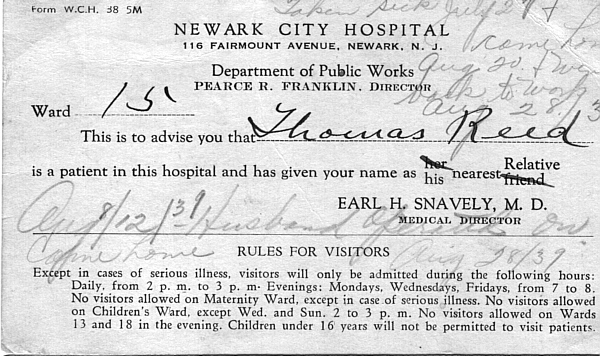 Form W.C.H. 38 5M
Taken sick July 27
NEWARK CITY HOSPITAL
116 FAIRMOUNT AVENUE, NEWARK, N. J.
come home
Department of Public Works
Aug 20 +
PEARCE R. FRANKLIN, DIRECTOR
back to work
Aug 28,
Ward 15
This is to advise you that Thomas Reed
is a patient in this hospital and has given your name as her his nearest Relative friend
EARL H. SNAVELY, M. D.
MEDICAL DIRECTOR
Aug 8/12/39 Husband operated on
Came home Aug 28/39
RULES FOR VISITORS
Except in cases of serious illness, visitors will only be admitted during the following hours:
Daily, from 2 p. m. to 3 p. m- Evenings: Mondays, Wednesdays, Fridays, from 7 to 8.
No visitors allowed on Maternity Ward, except in case of serious illness. No visitors allowed
on Children's Ward, except Wed. and Sun. 2 to 3 p. m. No visitors allowed on Wards
13 and 18 in the evening. Children under 16 years will not be permitted to visit patients.